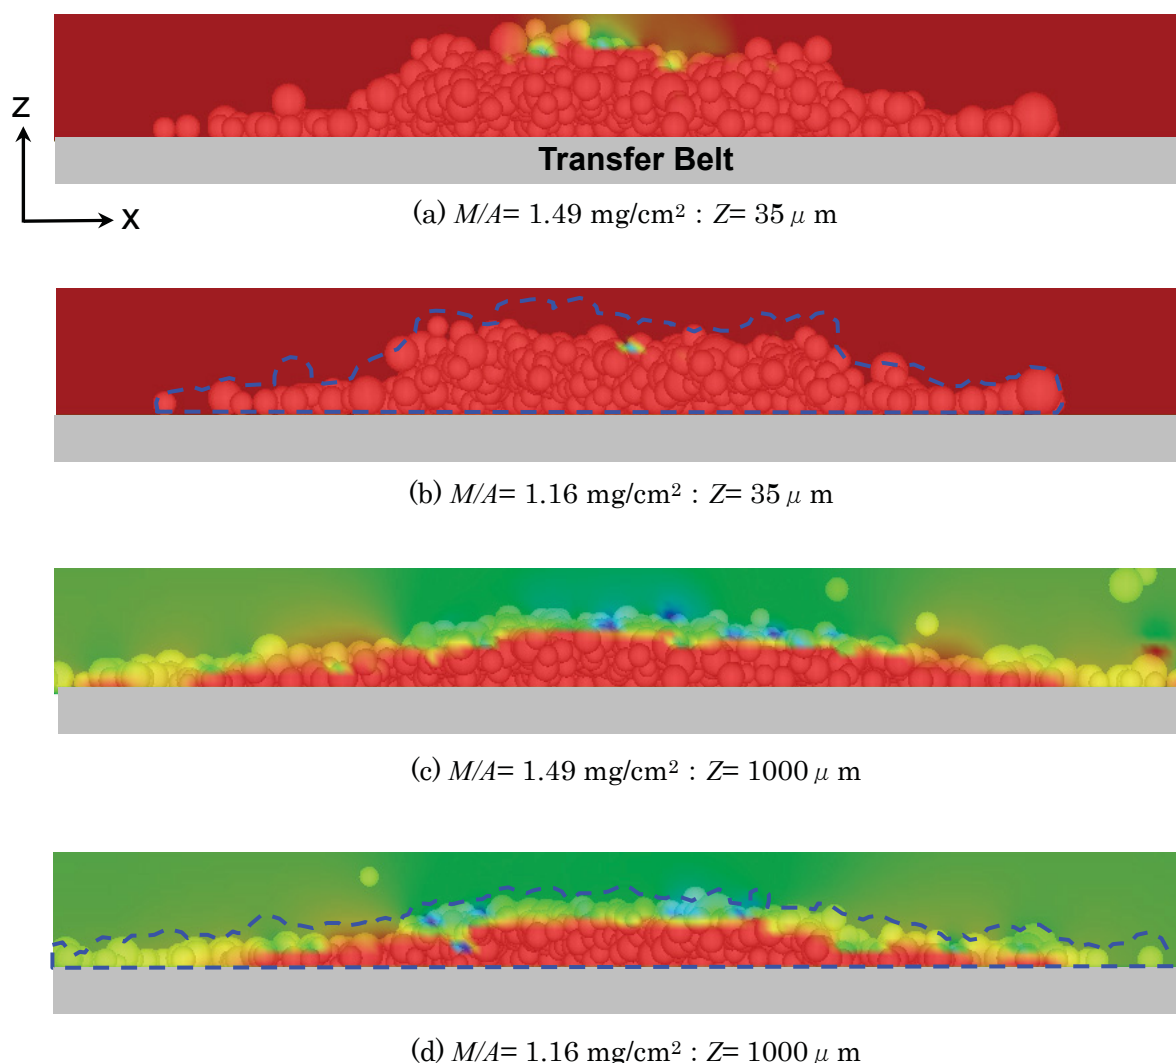 Z
Transfer Belt
X
(a) M/A= 1.49 mg/cm² : Z= 35 μ m
(b) M/A= 1.16 mg/cm² : Z= 35 μ m
(c) M/A= 1.49 mg/cm² : Z= 1000 μ m
(d) M/A= 1.16 mg/cm² : Z= 1000 μ m